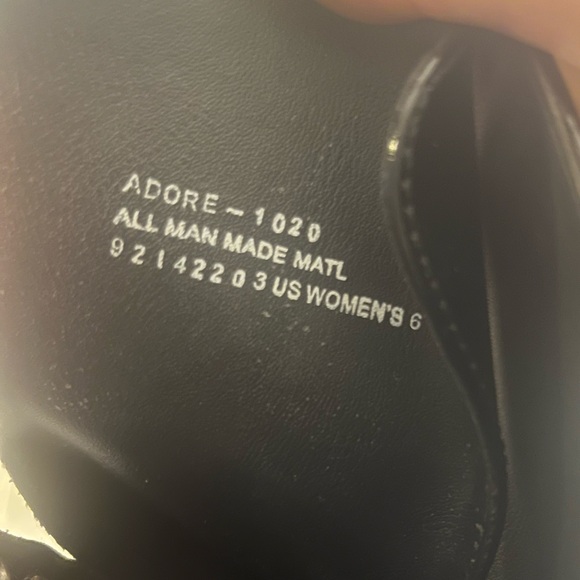 ADORE-1020
ALL MAN MADE MATL
92142203 US WOMEN'S 6